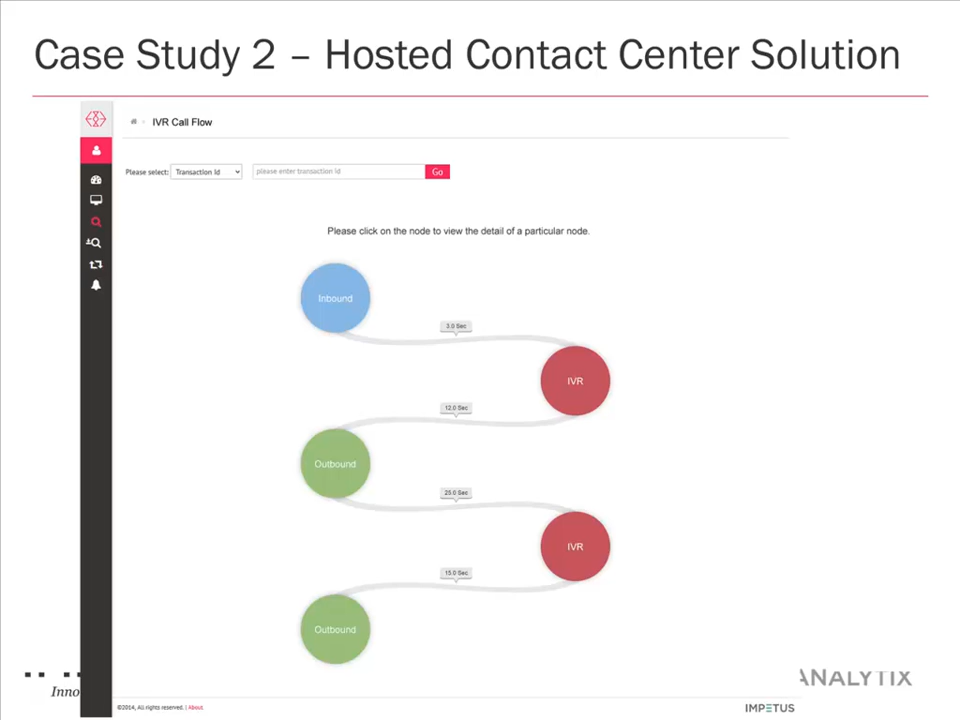 Case Study 2 – Hosted Contact Center Solution
IVR Call Flow
Please select: Transaction Id please enter transaction id Go
Please click on the node to view the detail of a particular node.
Inbound
3.0 Sec
IVR
12.0 Sec
Outbound
25.0 Sec
IVR
15.0 Sec
Outbound
Inno
ANALYTIX
©2014, All rights reserved. | About
IMPETUS